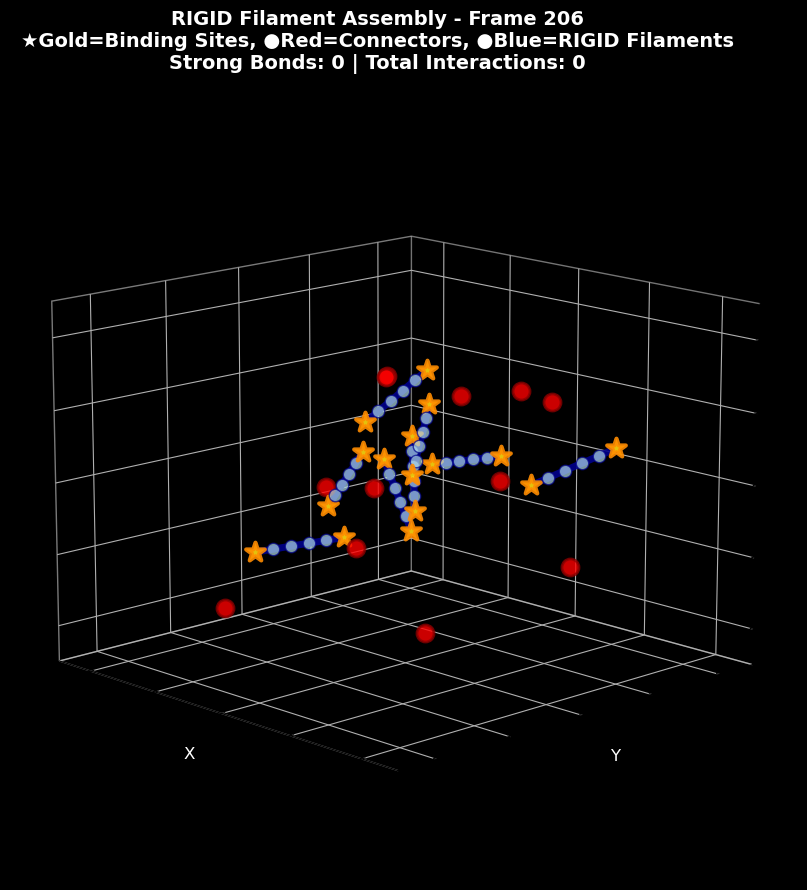 RIGID Filament Assembly - Frame 206
★Gold=Binding Sites, ●Red=Connectors, ●Blue=RIGID Filaments
Strong Bonds: 0 | Total Interactions: 0
X
Y